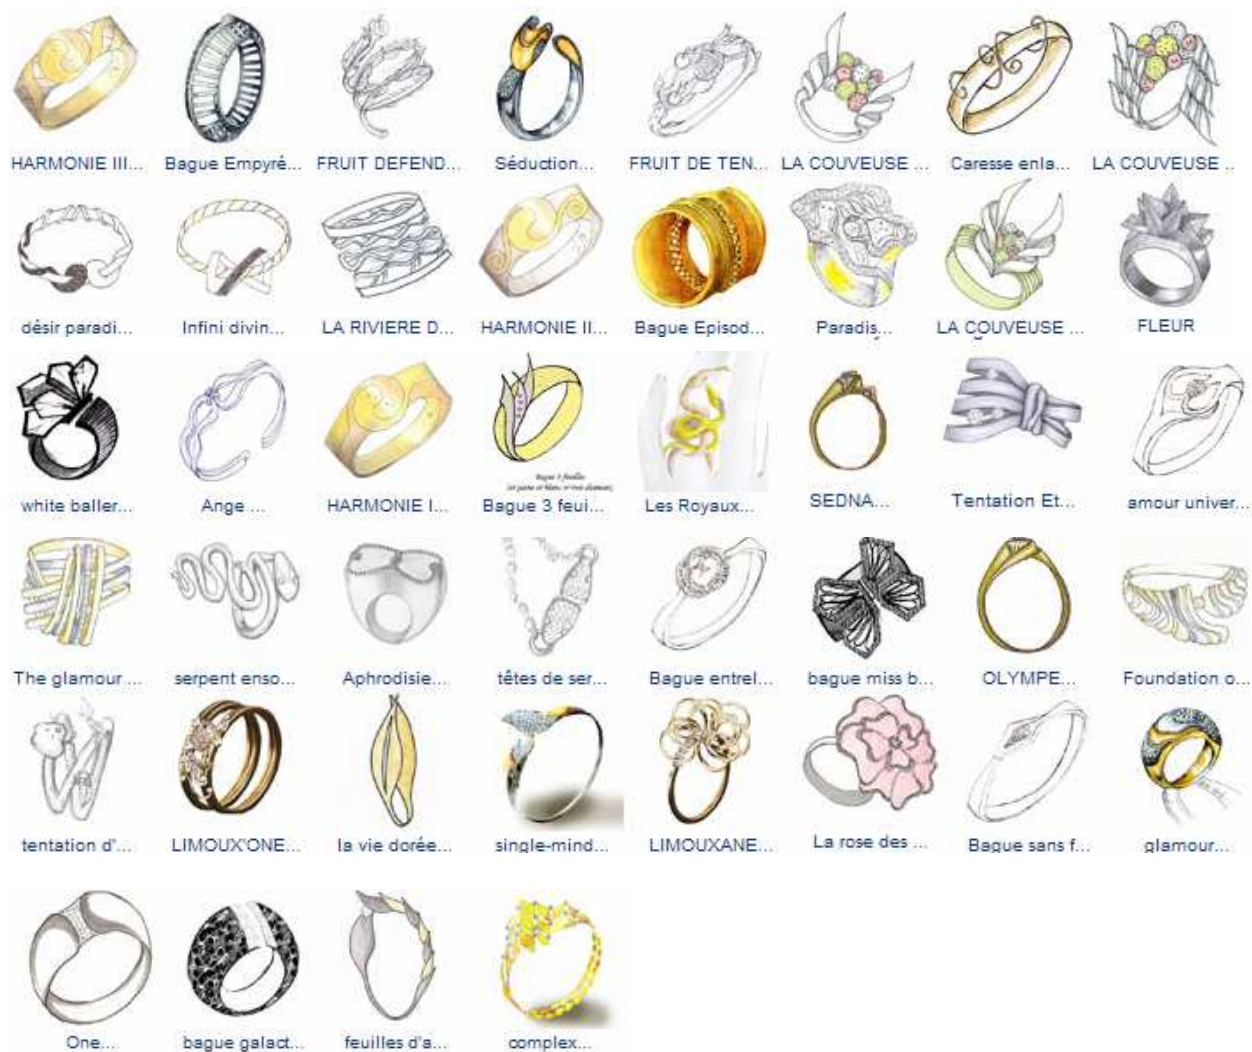 HARMONIE III... Bague Empyré... FRUIT DEFEND... Séduction... FRUIT DE TEN... LA COUVEUSE ... Caresse enla... LA COUVEUSE ..
désir paradi... Infini divin... LA RIVIERE D... HARMONIE II... Bague Episod... Paradis... LA COUVEUSE ... FLEUR
white baller... Ange ... HARMONIE I... Bague 3 feui... Les Royaux... SEDNA... Tentation Et... amour univer...
Bague 3 feuilles
The glamour ... serpent enso... Aphrodisie... têtes de ser... Bague entrel... bague miss b... OLYMPE... Foundation o...
tentation d'... LIMOUX'ONE... la vie dorée... single-mind... LIMOUXANE... La rose des ... Bague sans f... glamour...
One... bague galact... feuilles d'a... complex...